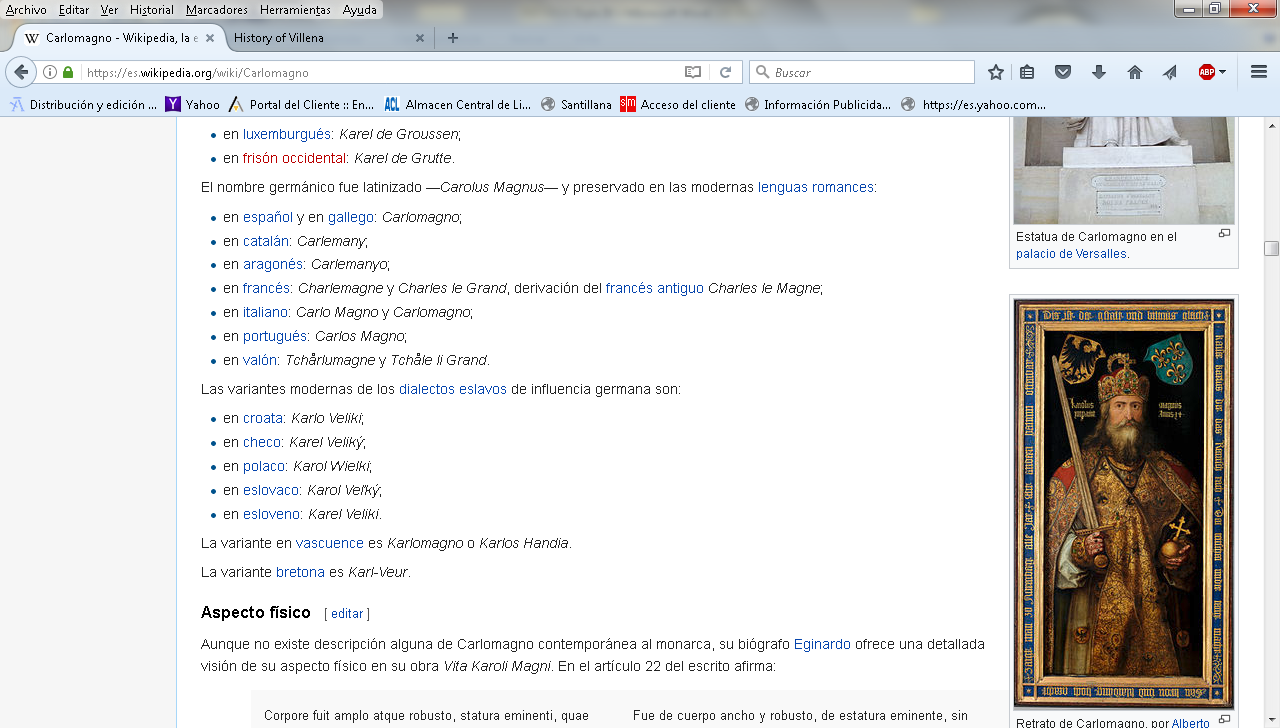 Archivo Editar Ver Historial Marcadores Herramientas Ayuda
Carlomagno - Wikipedia, la e
History of Villena
https://es.wikipedia.org/wiki/Carlomagno
Buscar
ABP
Distribución y edición ...
Yahoo
Portal del Cliente :: En...
Almacén Central de Li...
Santillana
Acceso del cliente
Información Publicaci...
https://es.yahoo.com...
en luxemburgués: Karel de Groussen;
en frisón occidental: Karel de Grutte.
El nombre germánico fue latinizado —Carolus Magnus— y preservado en las modernas lenguas romances:
en español y en gallego: Carlomagno;
en catalán: Carlemany;
en aragonés: Carlemanyo;
en francés: Charlemagne y Charles le Grand, derivación del francés antiguo Charles le Magne;
en italiano:
en portugués:
en valón: Tchårlumagne y Tchåle li Grand.
Las variantes modernas de los dialectos eslavos de influencia germana son:
en croata: Karlo Veliki;
en checo: Karel Veliký;
en polaco: Karol Wielki;
en eslovaco: Karol Veľký;
en esloveno: Karel Veliki.
La variante en vascuence es Karlomagno o Karlos Handia.
La variante bretona es Karl-Veur.
Aspecto físico [ editar ]
Aunque no existe descripción alguna de Carlomagno contemporánea al monarca, su biógrafo Eginardo ofrece una detallada
visión de su aspecto físico en su obra Vita Karoli Magni. En el artículo 22 del escrito afirma:
Corpore fuit amplo atque robusto, statura eminenti, quae
Fue de cuerpo ancho y robusto, de estatura eminente, sin
Estatua de Carlomagno en el
palacio de Versalles.
Karolus
Retrato de Carlomagno, por Alberto